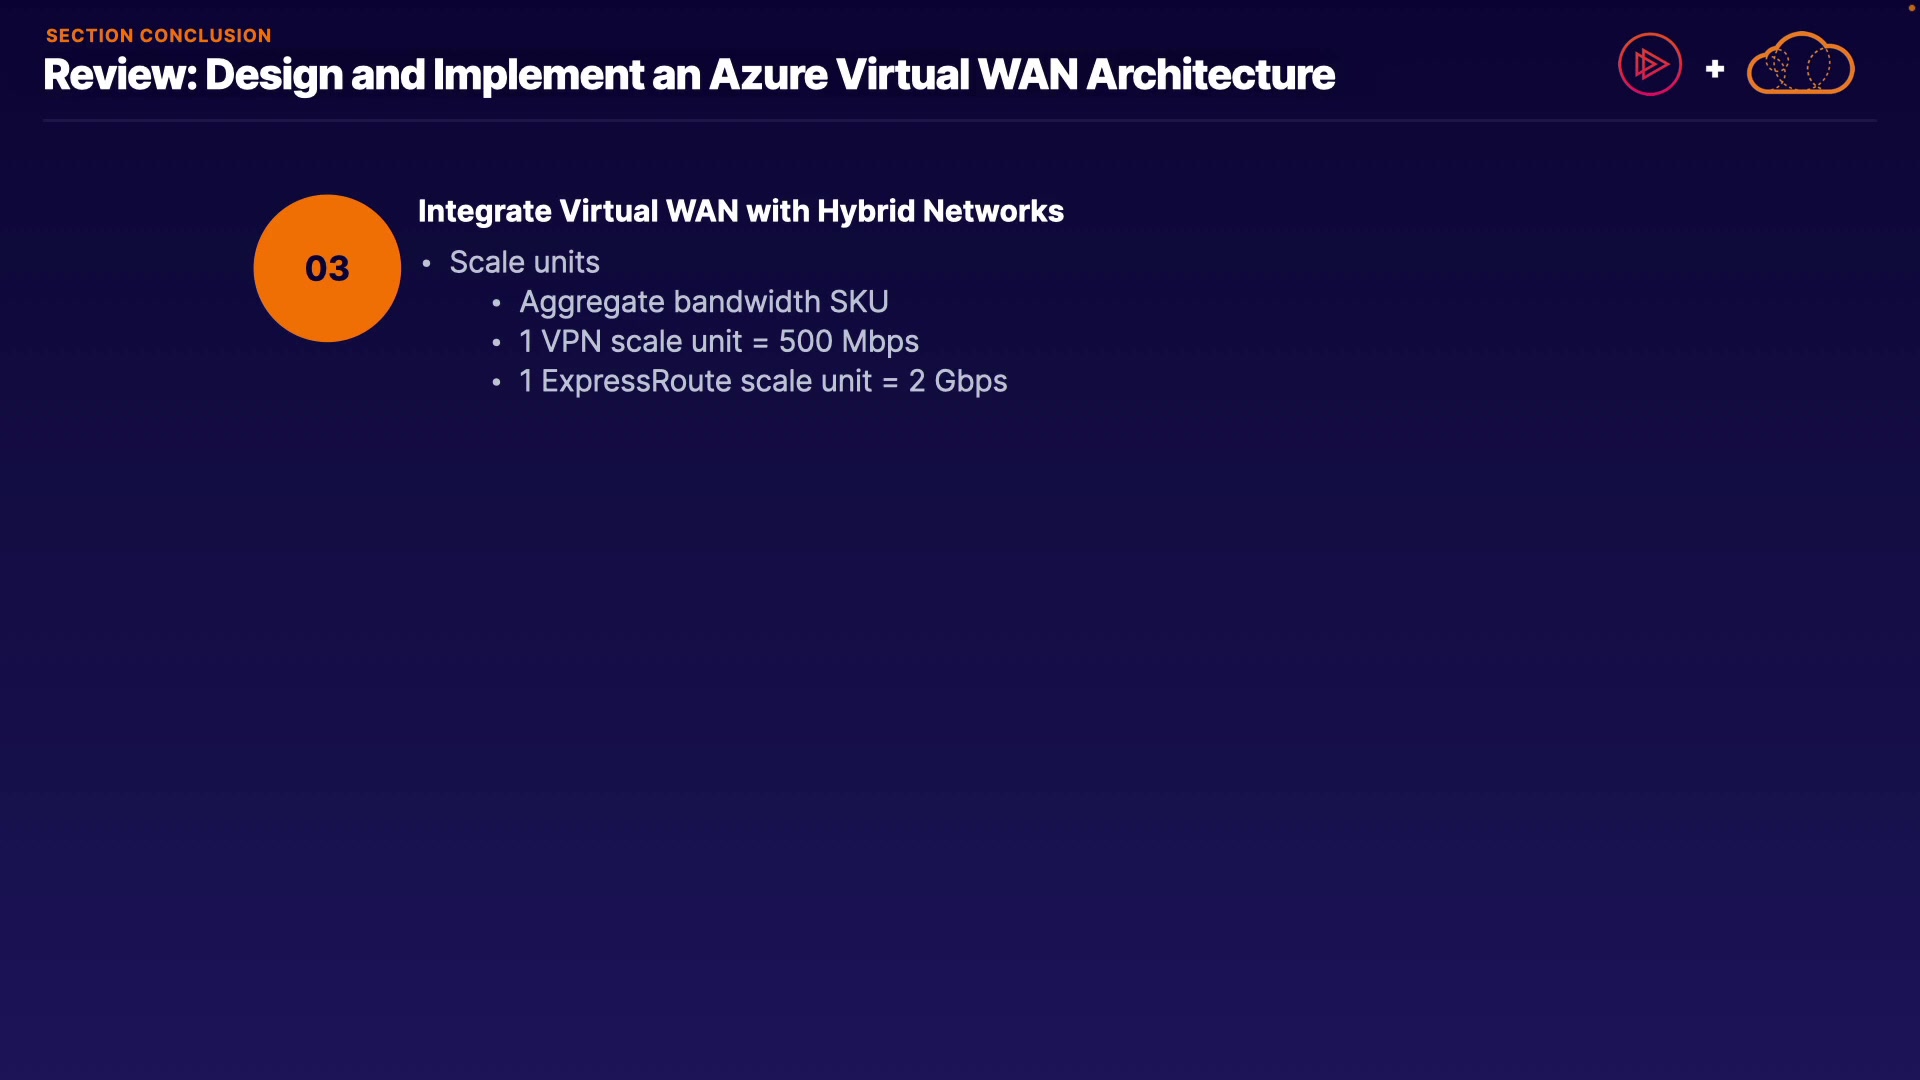 SECTION CONCLUSION
Review: Design and Implement an Azure Virtual WAN Architecture
+
03
Integrate Virtual WAN with Hybrid Networks
• Scale units
• Aggregate bandwidth SKU
• 1 VPN scale unit = 500 Mbps
• 1 ExpressRoute scale unit = 2 Gbps